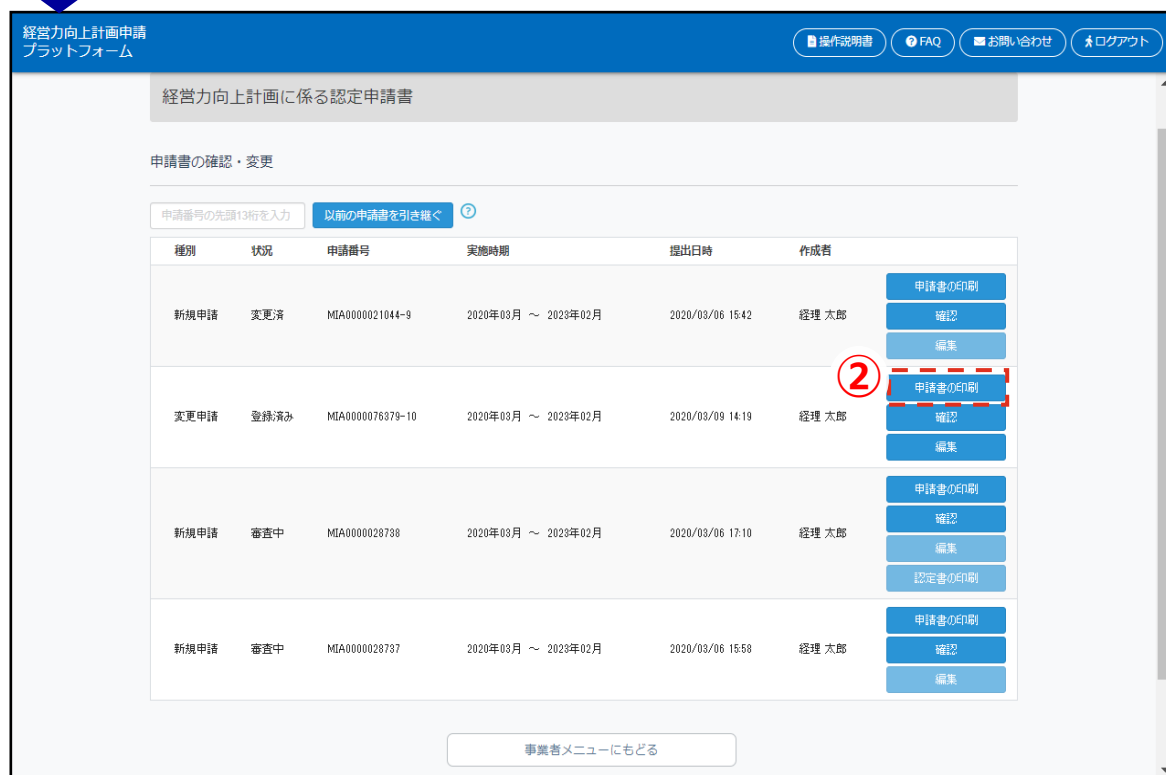 経営力向上計画申請
プラットフォーム
操作説明書
FAQ
お問い合わせ
ログアウト
経営力向上計画に係る認定申請書
申請書の確認・変更
申請番号の先頭13桁を入力
以前の申請書を引き継ぐ
?
種別 状況 申請番号 実施時期 提出日時 作成者
申請書の印刷
新規申請 変更済 MIA0000021044-9 2020年03月 ～ 2023年02月 2020/03/06 15:42 経理 太郎 確認
編集
②
申請書の印刷
変更申請 登録済み MIA0000076379-10 2020年03月 ～ 2023年02月 2020/03/09 14:19 経理 太郎 確認
編集
申請書の印刷
確認
新規申請 審査中 MIA0000028738 2020年03月 ～ 2023年02月 2020/03/06 17:10 経理 太郎
編集
認定書の印刷
申請書の印刷
新規申請 審査中 MIA0000028737 2020年03月 ～ 2023年02月 2020/03/06 15:58 経理 太郎 確認
編集
事業者メニューにもどる